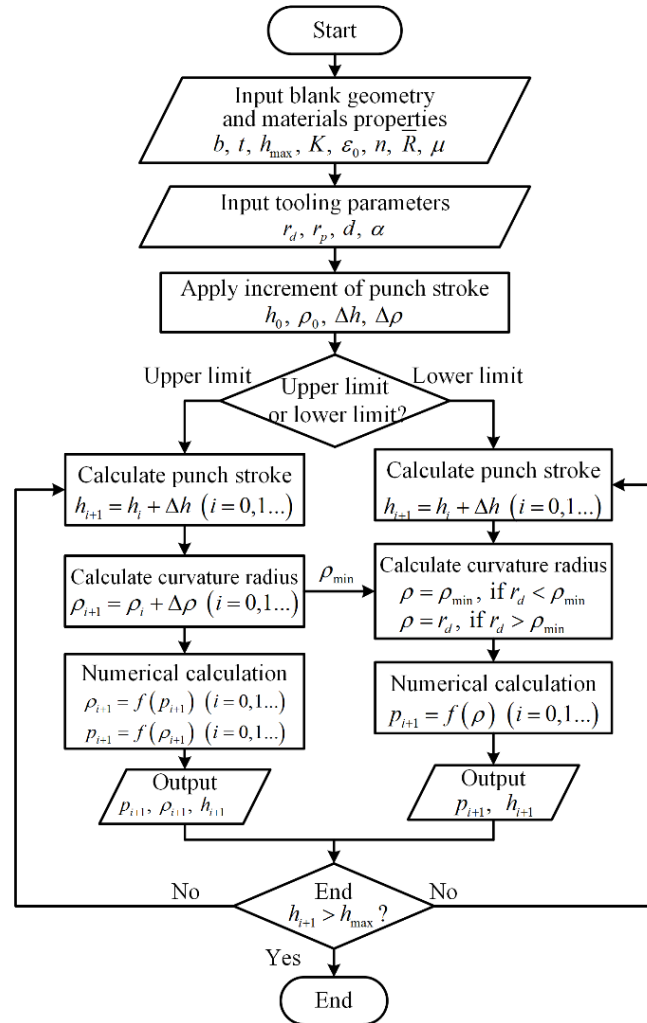 Start
Input blank geometry
and materials properties
b, t, h_max, K, ε_0, n, R̅, μ
Input tooling parameters
r_d, r_p, d, α
Apply increment of punch stroke
h_0, ρ_0, Δh, Δρ
Upper limit
Upper limit
or lower limit?
Lower limit
Calculate punch stroke
h_{i+1} = h_i + Δh (i = 0,1...)
Calculate curvature radius
ρ_{i+1} = ρ_i + Δρ (i = 0,1...)
ρ_min
Numerical calculation
ρ_{i+1} = f(p_{i+1}) (i = 0,1...)
p_{i+1} = f(ρ_{i+1}) (i = 0,1...)
Output
p_{i+1}, ρ_{i+1}, h_{i+1}
Calculate punch stroke
h_{i+1} = h_i + Δh (i = 0,1...)
Calculate curvature radius
ρ = ρ_min, if r_d < ρ_min
ρ = r_d, if r_d > ρ_min
Numerical calculation
p_{i+1} = f(ρ) (i = 0,1...)
Output
p_{i+1}, h_{i+1}
No
End
h_{i+1} > h_max ?
No
Yes
End